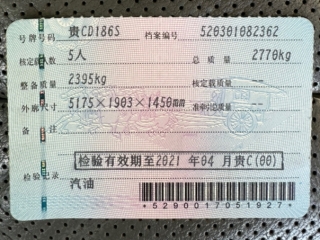 号牌号码 贵CD186S 档案编号 520301082362
核定载人数 5人 总质量 2770kg
整备质量 2395kg 核定载质量 --
外廓尺寸 5175×1903×1450mm 准牵引总质量 --
备注
检验有效期至2021年04月贵C(00)
检验记录 汽油
*5290017051927*